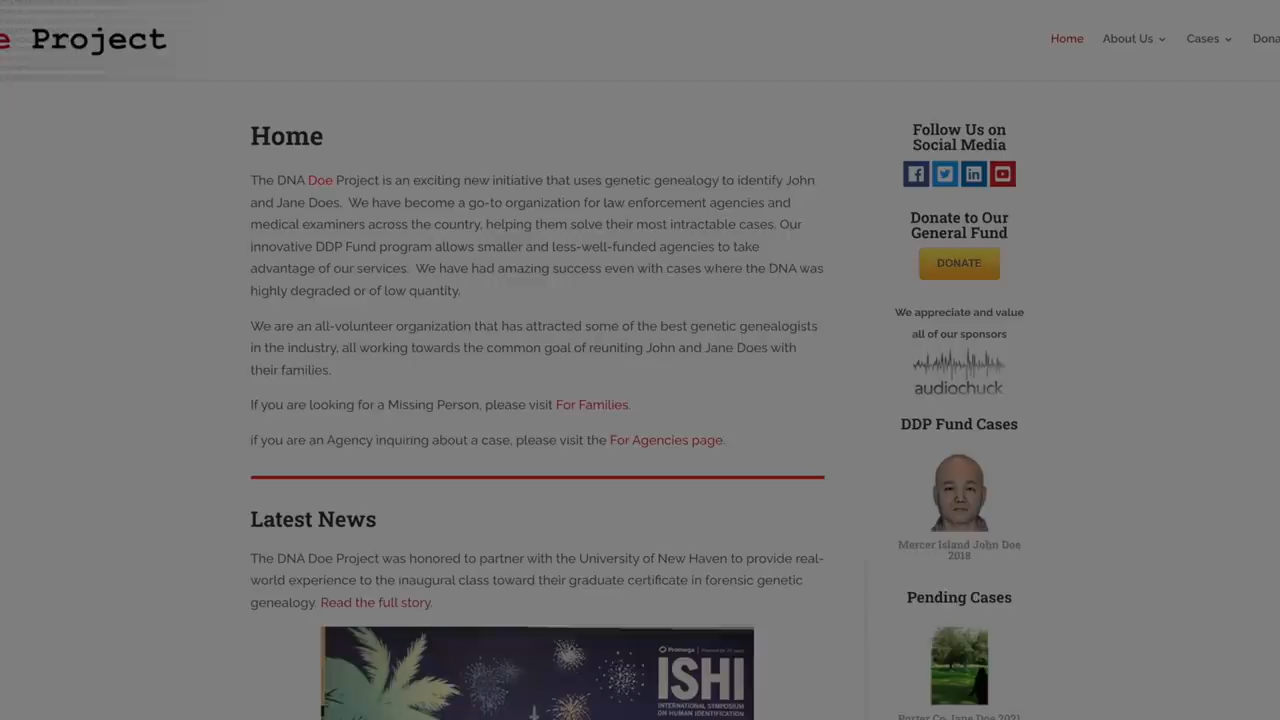 e Project
Home
About Us
Cases
Dona
Home
The DNA Doe Project is an exciting new initiative that uses genetic genealogy to identify John
and Jane Does. We have become a go-to organization for law enforcement agencies and
medical examiners across the country, helping them solve their most intractable cases. Our
innovative DDP Fund program allows smaller and less-well-funded agencies to take
advantage of our services. We have had amazing success even with cases where the DNA was
highly degraded or of low quantity.
We are an all-volunteer organization that has attracted some of the best genetic genealogists
in the industry, all working towards the common goal of reuniting John and Jane Does with
their families.
If you are looking for a Missing Person, please visit For Families.
if you are an Agency inquiring about a case, please visit the For Agencies page.
Latest News
The DNA Doe Project was honored to partner with the University of New Haven to provide real-
world experience to the inaugural class toward their graduate certificate in forensic genetic
genealogy. Read the full story.
Promega
ISHI
INTERNATIONAL SYMPOSIUM
ON HUMAN IDENTIFICATION
Follow Us on
Social Media
Donate to Our
General Fund
DONATE
We appreciate and value
all of our sponsors
audiochuck
DDP Fund Cases
Mercer Island John Doe
2018
Pending Cases
Porter Co. Jane Doe 2021